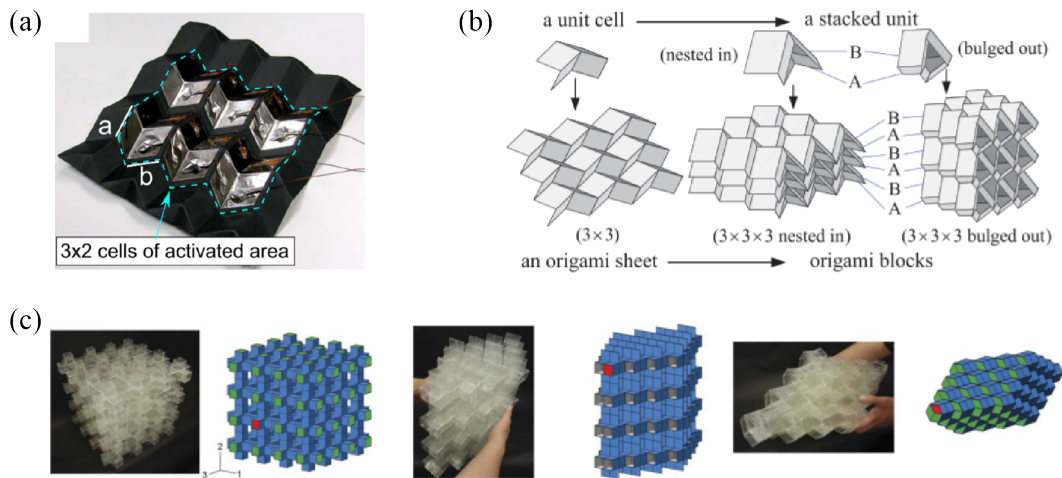 (a)
a
b
3x2 cells of activated area
(b)
a unit cell
a stacked unit
(nested in)
B
A
(bulged out)
B
A
B
A
B
A
(3×3)
(3×3×3 nested in)
(3×3×3 bulged out)
an origami sheet
origami blocks
(c)
2
3
1